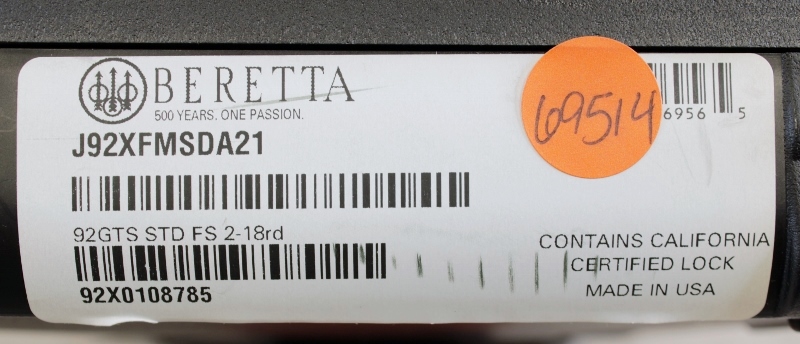 BERETTA
500 YEARS. ONE PASSION.
J92XFMSDA21
69514
6956 5
92GTS STD FS 2-18rd
92X0108785
CONTAINS CALIFORNIA
CERTIFIED LOCK
MADE IN USA